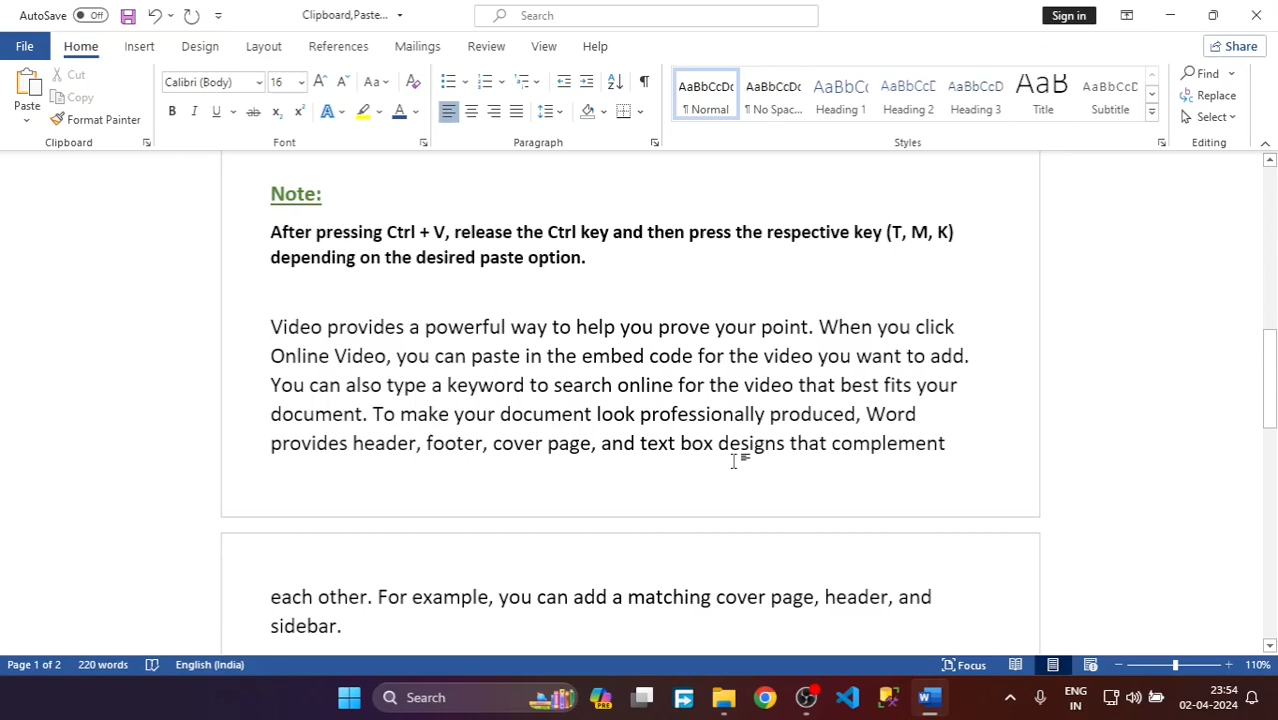 AutoSave Off Clipboard,Paste... Search Sign in
File Home Insert Design Layout References Mailings Review View Help Share
Paste Cut Copy Format Painter
Calibri (Body) 16 Aa
B I U ab x₂ x² A A
AaBbCcDc AaBbCcDc AaBbCc AaBbCcD AaBbCcD AaB AaBbCcD
¶ Normal ¶ No Spac... Heading 1 Heading 2 Heading 3 Title Subtitle
Find
Replace
Select
Clipboard Font Paragraph Styles Editing
Note:
After pressing Ctrl + V, release the Ctrl key and then press the respective key (T, M, K)
depending on the desired paste option.
Video provides a powerful way to help you prove your point. When you click
Online Video, you can paste in the embed code for the video you want to add.
You can also type a keyword to search online for the video that best fits your
document. To make your document look professionally produced, Word
provides header, footer, cover page, and text box designs that complement
each other. For example, you can add a matching cover page, header, and
sidebar.
Page 1 of 2 220 words English (India) Focus 110%
Search PRE ENG IN 23:54
02-04-2024